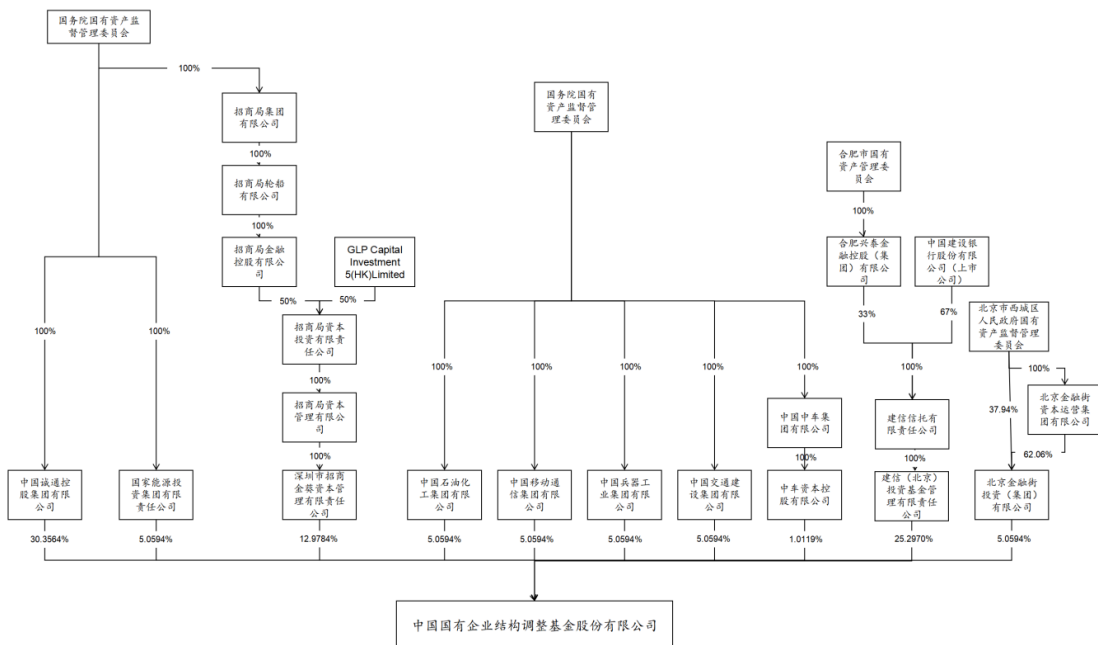 国务院国有资产监
督管理委员会
100%
招商局集团
有限公司
100%
招商局轮船
有限公司
100%
招商局金融
控股有限公
司
GLP Capital
Investment
5(HK)Limited
50%
50%
招商局资本
投资有限责
任公司
100%
招商局资本
管理有限公
司
100%
深圳市招商
金葵资本管
理有限责任
公司
100%
100%
中国诚通控
股集团有限
公司
国家能源投
资集团有限
责任公司
国务院国有
资产监督管
理委员会
100%
100%
100%
100%
100%
中国中车集
团有限公司
100%
中国石油化
工集团有限
公司
中国移动通
信集团有限
公司
中国兵器工
业集团有限
公司
中国交通建
设集团有限
公司
中车资本控
股有限公司
合肥市国有
资产管理委
员会
100%
合肥兴泰金
融控股（集
团）有限公
司
中国建设银
行股份有限
公司（上市
公司）
33%
67%
100%
建信信托有
限责任公司
100%
建信（北京）
投资基金管
理有限责任
公司
北京市西城区
人民政府国有
资产监督管理
委员会
100%
37.94%
北京金融街
资本运营集
团有限公司
62.06%
北京金融街
投资（集团）
有限公司
30.3564%
5.0594%
12.9784%
5.0594%
5.0594%
5.0594%
5.0594%
1.0119%
25.2970%
5.0594%
中国国有企业结构调整基金股份有限公司